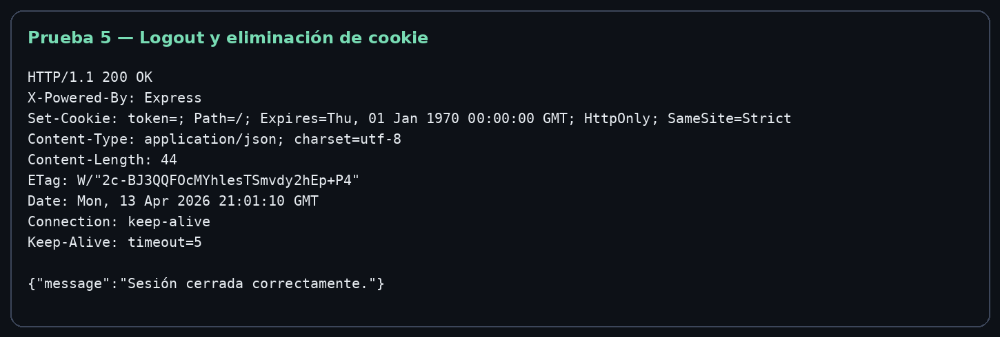 Prueba 5 — Logout y eliminación de cookie
HTTP/1.1 200 OK
X-Powered-By: Express
Set-Cookie: token=; Path=/; Expires=Thu, 01 Jan 1970 00:00:00 GMT; HttpOnly; SameSite=Strict
Content-Type: application/json; charset=utf-8
Content-Length: 44
ETag: W/"2c-BJ3QQFOcMYhlesTSmvdy2hEp+P4"
Date: Mon, 13 Apr 2026 21:01:10 GMT
Connection: keep-alive
Keep-Alive: timeout=5
{"message":"Sesión cerrada correctamente."}